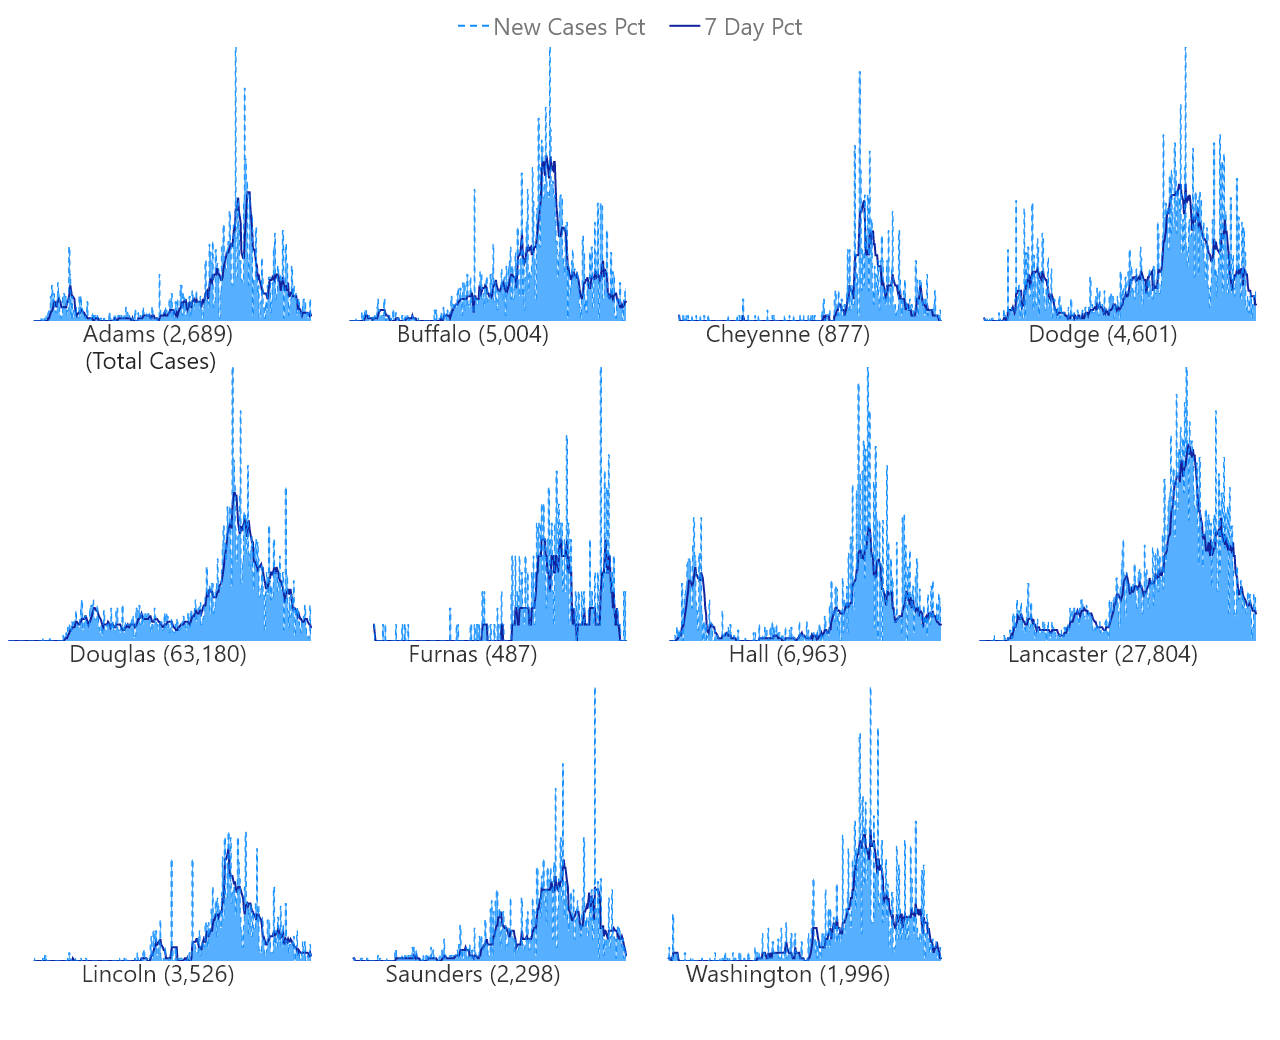 New Cases Pct 7 Day Pct
Adams (2,689)
(Total Cases)
Buffalo (5,004)
Cheyenne (877)
Dodge (4,601)
Douglas (63,180)
Furnas (487)
Hall (6,963)
Lancaster (27,804)
Lincoln (3,526)
Saunders (2,298)
Washington (1,996)